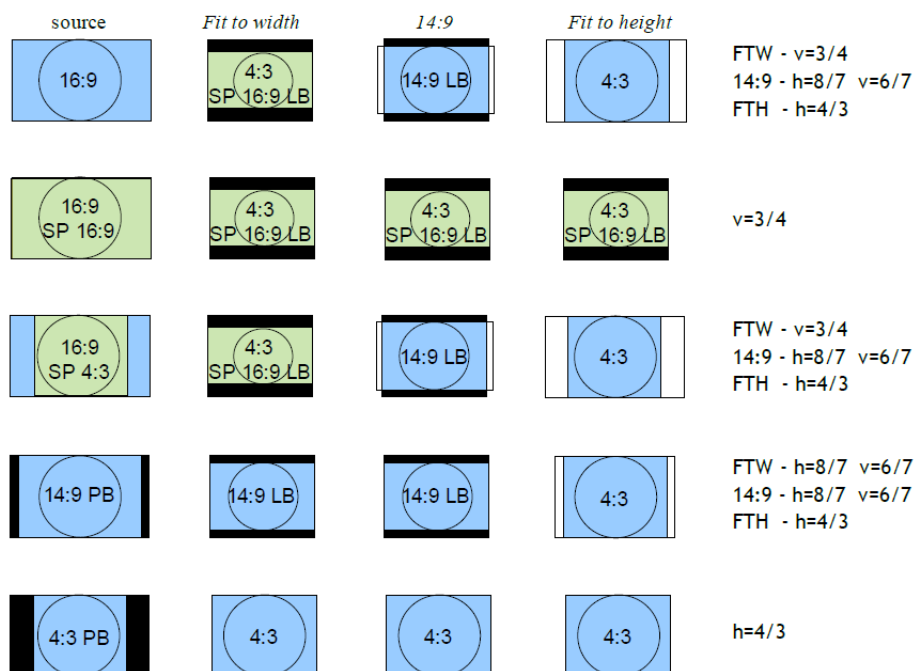 source Fit to width 14:9 Fit to height
16:9
4:3
SP 16:9 LB
14:9 LB
4:3
FTW - v=3/4
14:9 - h=8/7 v=6/7
FTH - h=4/3
16:9
SP 16:9
4:3
SP 16:9 LB
4:3
SP 16:9 LB
4:3
SP 16:9 LB
v=3/4
16:9
SP 4:3
4:3
SP 16:9 LB
14:9 LB
4:3
FTW - v=3/4
14:9 - h=8/7 v=6/7
FTH - h=4/3
14:9 PB
14:9 LB
14:9 LB
4:3
FTW - h=8/7 v=6/7
14:9 - h=8/7 v=6/7
FTH - h=4/3
4:3 PB
4:3
4:3
4:3
h=4/3